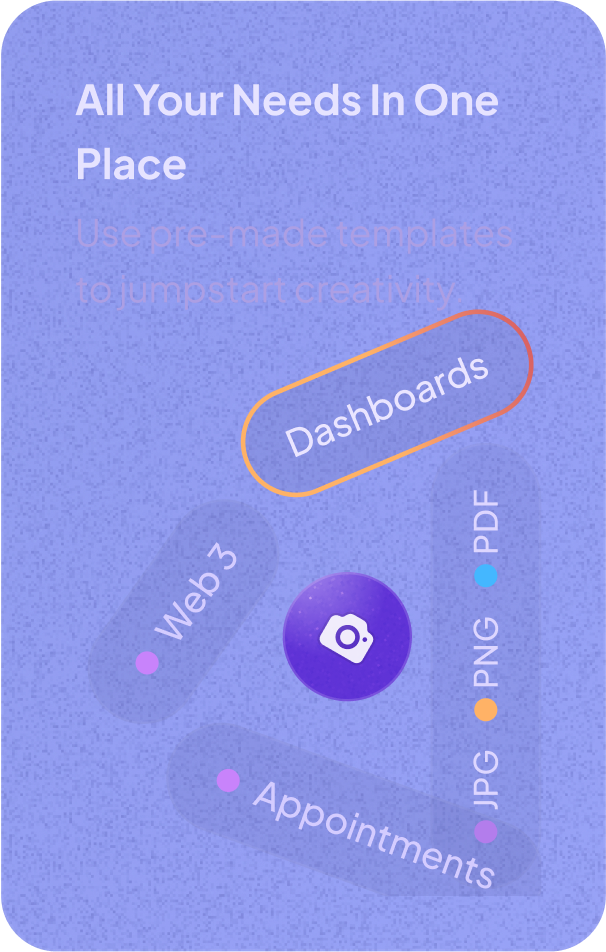 All Your Needs In One
Place
Use pre-made templates
to jumpstart creativity.
Dashboards
Web 3
PDF
PNG
JPG
Appointments